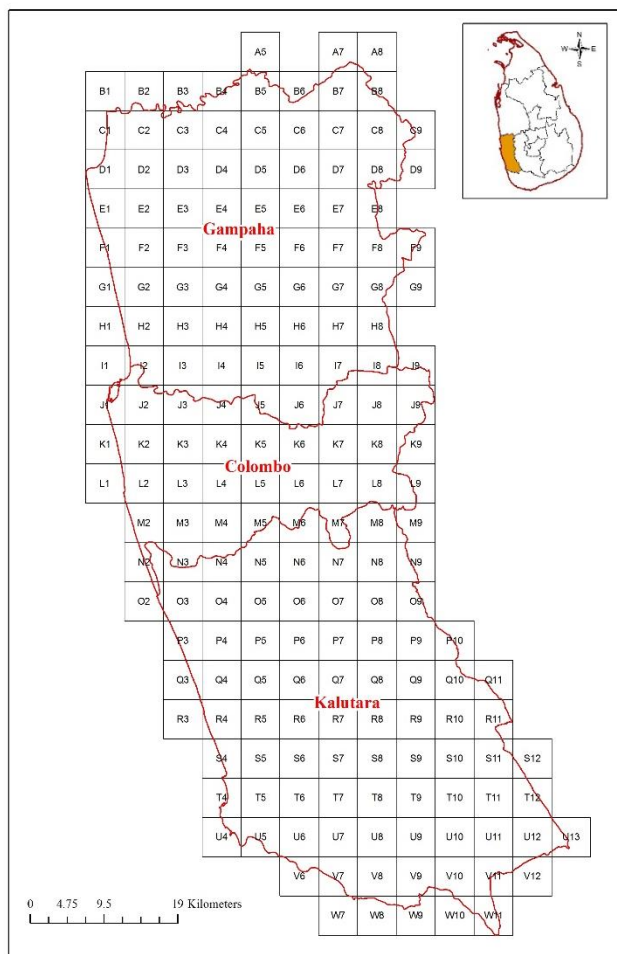 A5 A7 A8
N
W E
S
B1 B2 B3 B4 B5 B6 B7 B8
C1 C2 C3 C4 C5 C6 C7 C8 C9
D1 D2 D3 D4 D5 D6 D7 D8 D9
E1 E2 E3 E4 E5 E6 E7 E8
Gampaha
F1 F2 F3 F4 F5 F6 F7 F8 F9
G1 G2 G3 G4 G5 G6 G7 G8 G9
H1 H2 H3 H4 H5 H6 H7 H8
I1 I2 I3 I4 I5 I6 I7 I8 I9
J1 J2 J3 J4 J5 J6 J7 J8 J9
K1 K2 K3 K4 K5 K6 K7 K8 K9
Colombo
L1 L2 L3 L4 L5 L6 L7 L8 L9
M2 M3 M4 M5 M6 M7 M8 M9
N2 N3 N4 N5 N6 N7 N8 N9
O2 O3 O4 O5 O6 O7 O8 O9
P3 P4 P5 P6 P7 P8 P9 P10
Q3 Q4 Q5 Q6 Q7 Q8 Q9 Q10 Q11
Kalutara
R3 R4 R5 R6 R7 R8 R9 R10 R11
S4 S5 S6 S7 S8 S9 S10 S11 S12
T4 T5 T6 T7 T8 T9 T10 T11 T12
U4 U5 U6 U7 U8 U9 U10 U11 U12 U13
V6 V7 V8 V9 V10 V11 V12
0 4.75 9.5 19 Kilometers
W7 W8 W9 W10 W11